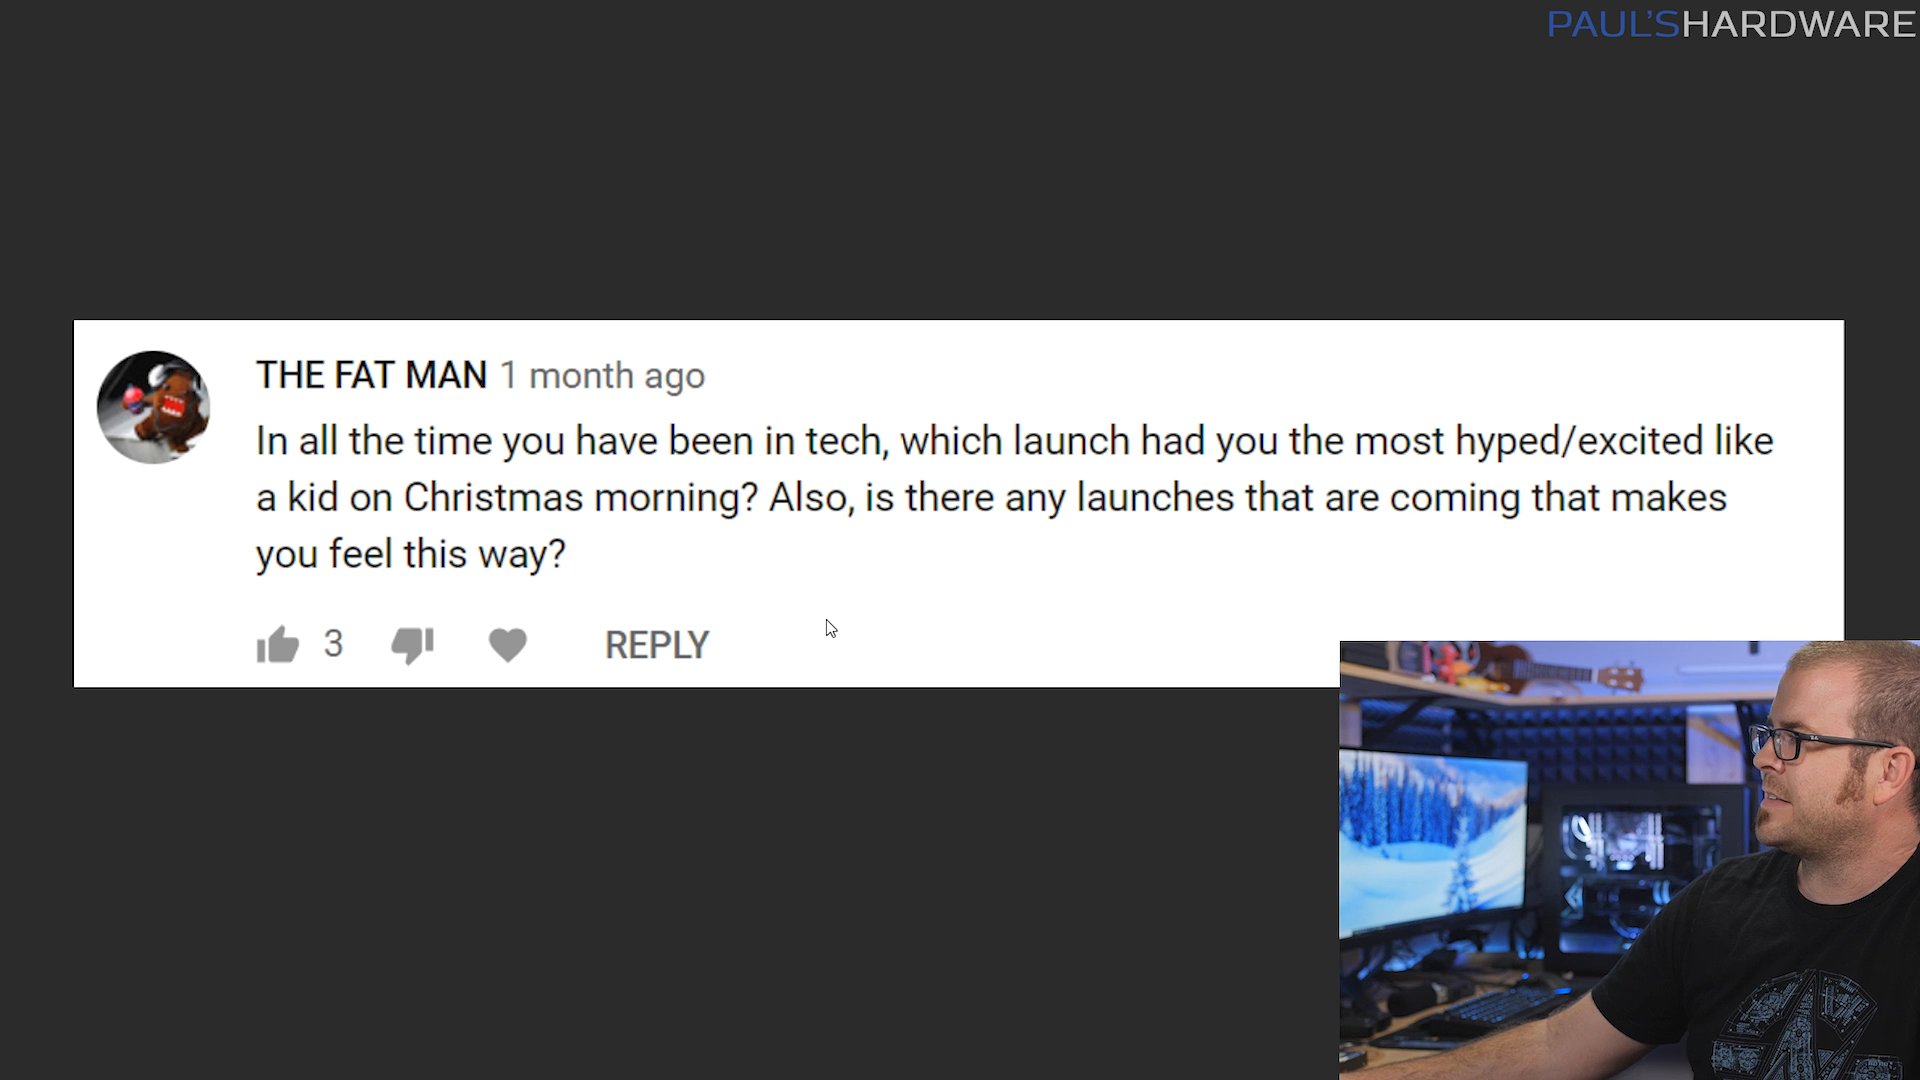 PAUL'SHARDWARE
THE FAT MAN 1 month ago
In all the time you have been in tech, which launch had you the most hyped/excited like
a kid on Christmas morning? Also, is there any launches that are coming that makes
you feel this way?
3 REPLY